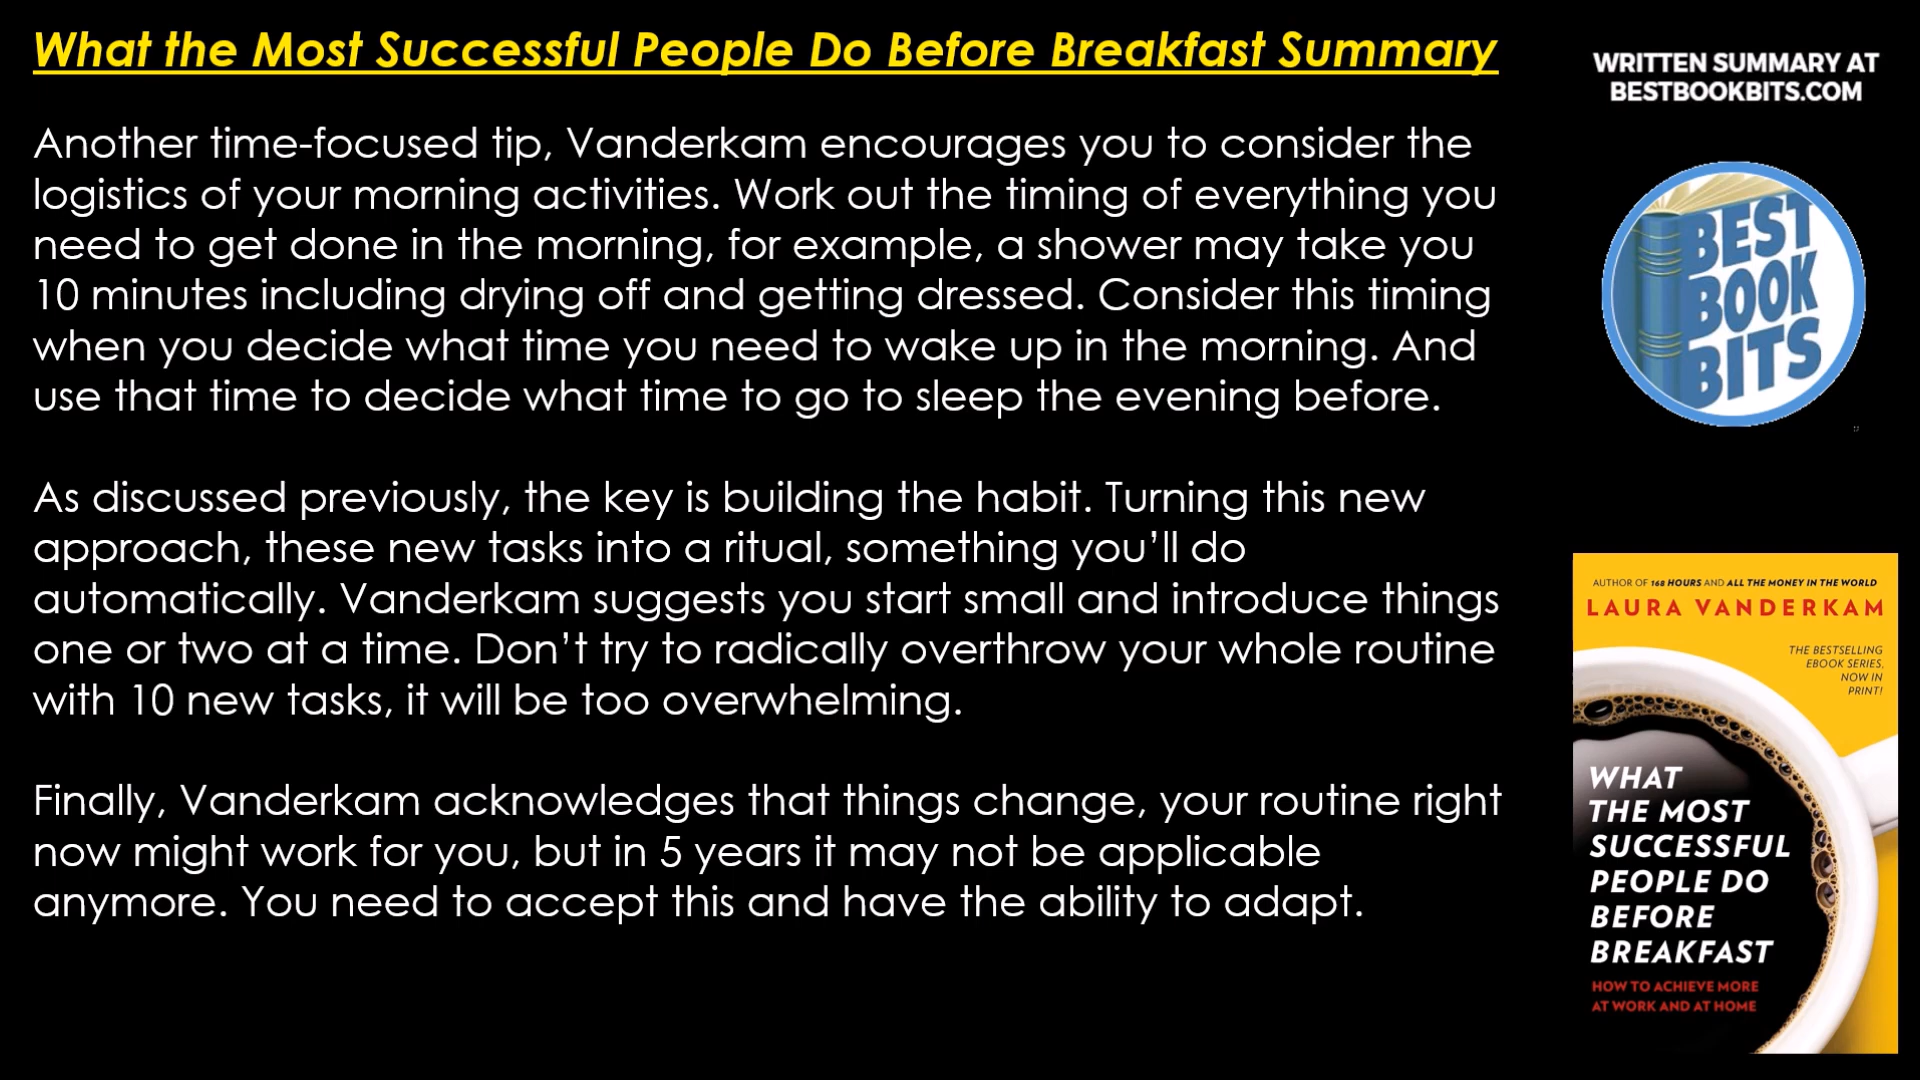 What the Most Successful People Do Before Breakfast Summary
Another time-focused tip, Vanderkam encourages you to consider the
logistics of your morning activities. Work out the timing of everything you
need to get done in the morning, for example, a shower may take you
10 minutes including drying off and getting dressed. Consider this timing
when you decide what time you need to wake up in the morning. And
use that time to decide what time to go to sleep the evening before.
As discussed previously, the key is building the habit. Turning this new
approach, these new tasks into a ritual, something you’ll do
automatically. Vanderkam suggests you start small and introduce things
one or two at a time. Don’t try to radically overthrow your whole routine
with 10 new tasks, it will be too overwhelming.
Finally, Vanderkam acknowledges that things change, your routine right
now might work for you, but in 5 years it may not be applicable
anymore. You need to accept this and have the ability to adapt.
WRITTEN SUMMARY AT
BESTBOOKBITS.COM
BEST
BOOK
BITS
AUTHOR OF 168 HOURS AND ALL THE MONEY IN THE WORLD
LAURA VANDERKAM
THE BESTSELLING
EBOOK SERIES,
NOW IN
PRINT!
WHAT
THE MOST
SUCCESSFUL
PEOPLE DO
BEFORE
BREAKFAST
HOW TO ACHIEVE MORE
AT WORK AND AT HOME